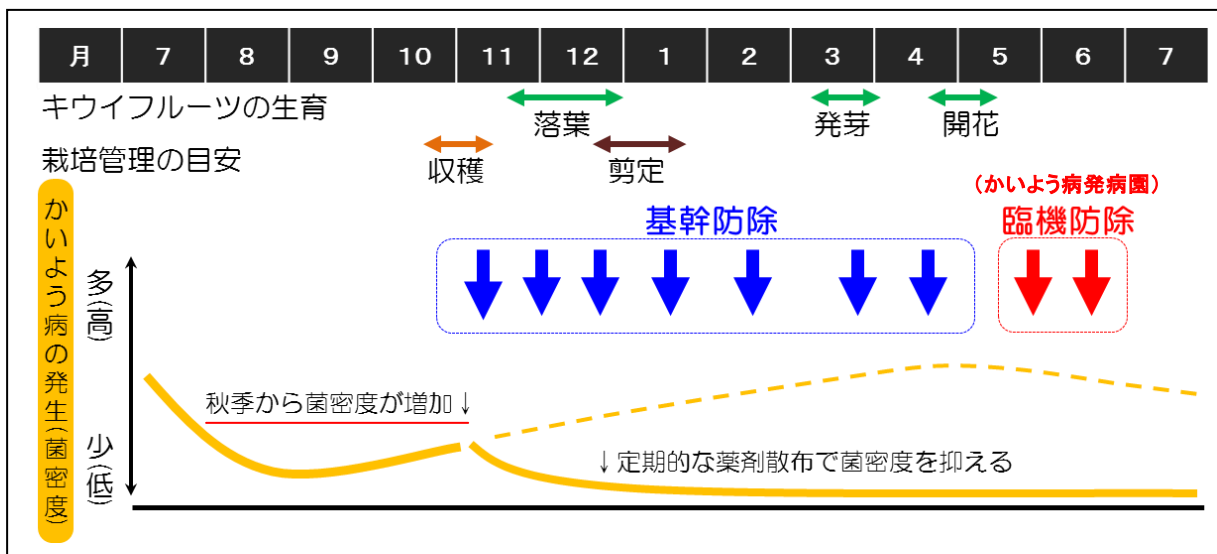 月 7 8 9 10 11 12 1 2 3 4 5 6 7
キウイフルーツの生育
落葉 発芽 開花
栽培管理の目安
収穫 剪定
(かいよう病発病園)
基幹防除 臨機防除
かいよう病の発生(菌密度)
多(高)
秋季から菌密度が増加↓
少(低)
↓定期的な薬剤散布で菌密度を抑える